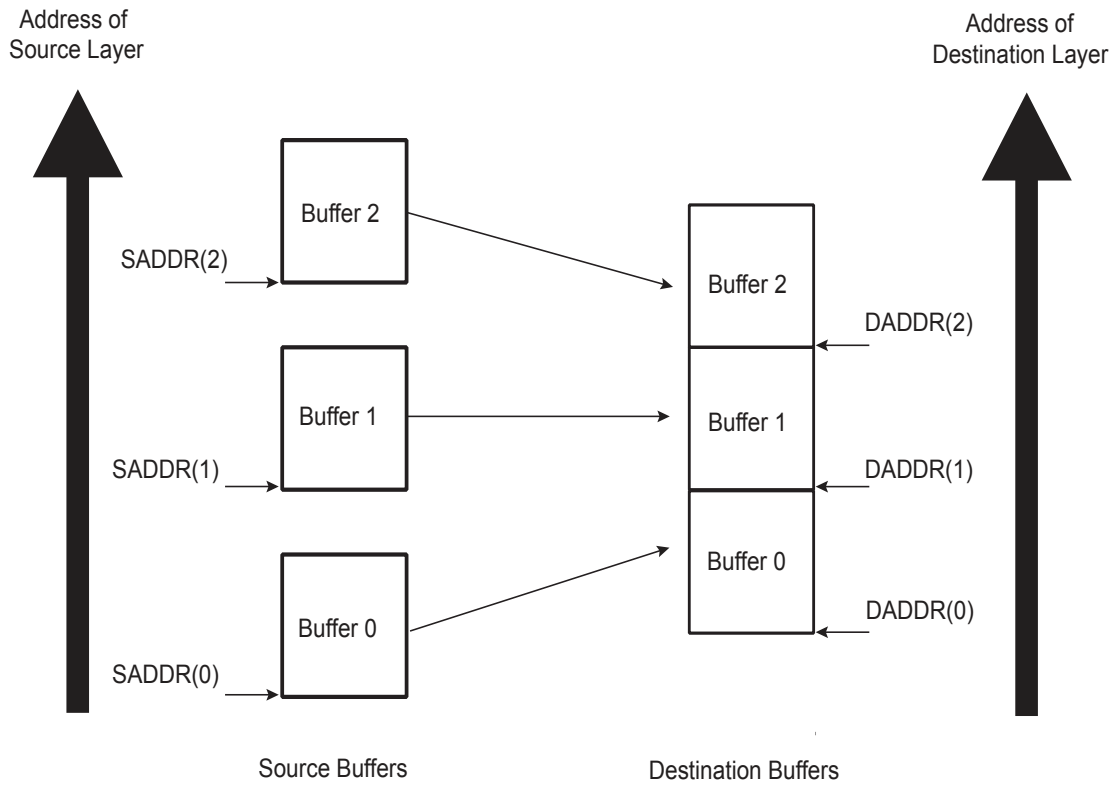 Address of
Source Layer
Address of
Destination Layer
Buffer 2
SADDR(2)
Buffer 2
DADDR(2)
Buffer 1
Buffer 1
SADDR(1)
DADDR(1)
Buffer 0
Buffer 0
DADDR(0)
SADDR(0)
Source Buffers
Destination Buffers